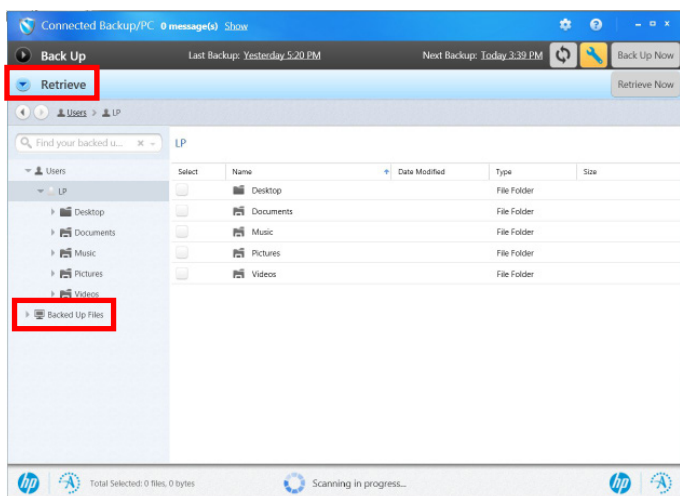 Connected Backup/PC 0 message(s) Show
Back Up Last Backup: Yesterday 5:20 PM Next Backup: Today 3:39 PM Back Up Now
Retrieve Retrieve Now
Users > LP
Find your backed u...
LP
Users
LP
Desktop
Documents
Music
Pictures
Videos
Backed Up Files
Select Name Date Modified Type Size
Desktop File Folder
Documents File Folder
Music File Folder
Pictures File Folder
Videos File Folder
hp Total Selected: 0 files, 0 bytes Scanning in progress... hp